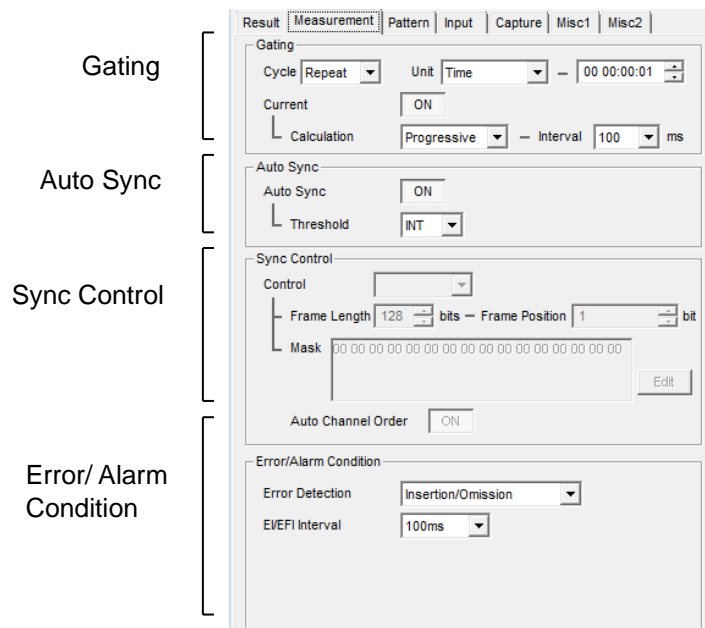 Result Measurement Pattern Input Capture Misc1 Misc2
Gating
Gating
Cycle Repeat Unit Time – 00 00:00:01
Current ON
Calculation Progressive – Interval 100 ms
Auto Sync
Auto Sync
Auto Sync ON
Threshold INT
Sync Control
Sync Control
Control
Frame Length 128 bits – Frame Position 1 bit
Mask 00 00 00 00 00 00 00 00 00 00 00 00 00 00 00 00
Edit
Auto Channel Order ON
Error/ Alarm
Condition
Error/Alarm Condition
Error Detection Insertion/Omission
EI/EFI Interval 100ms